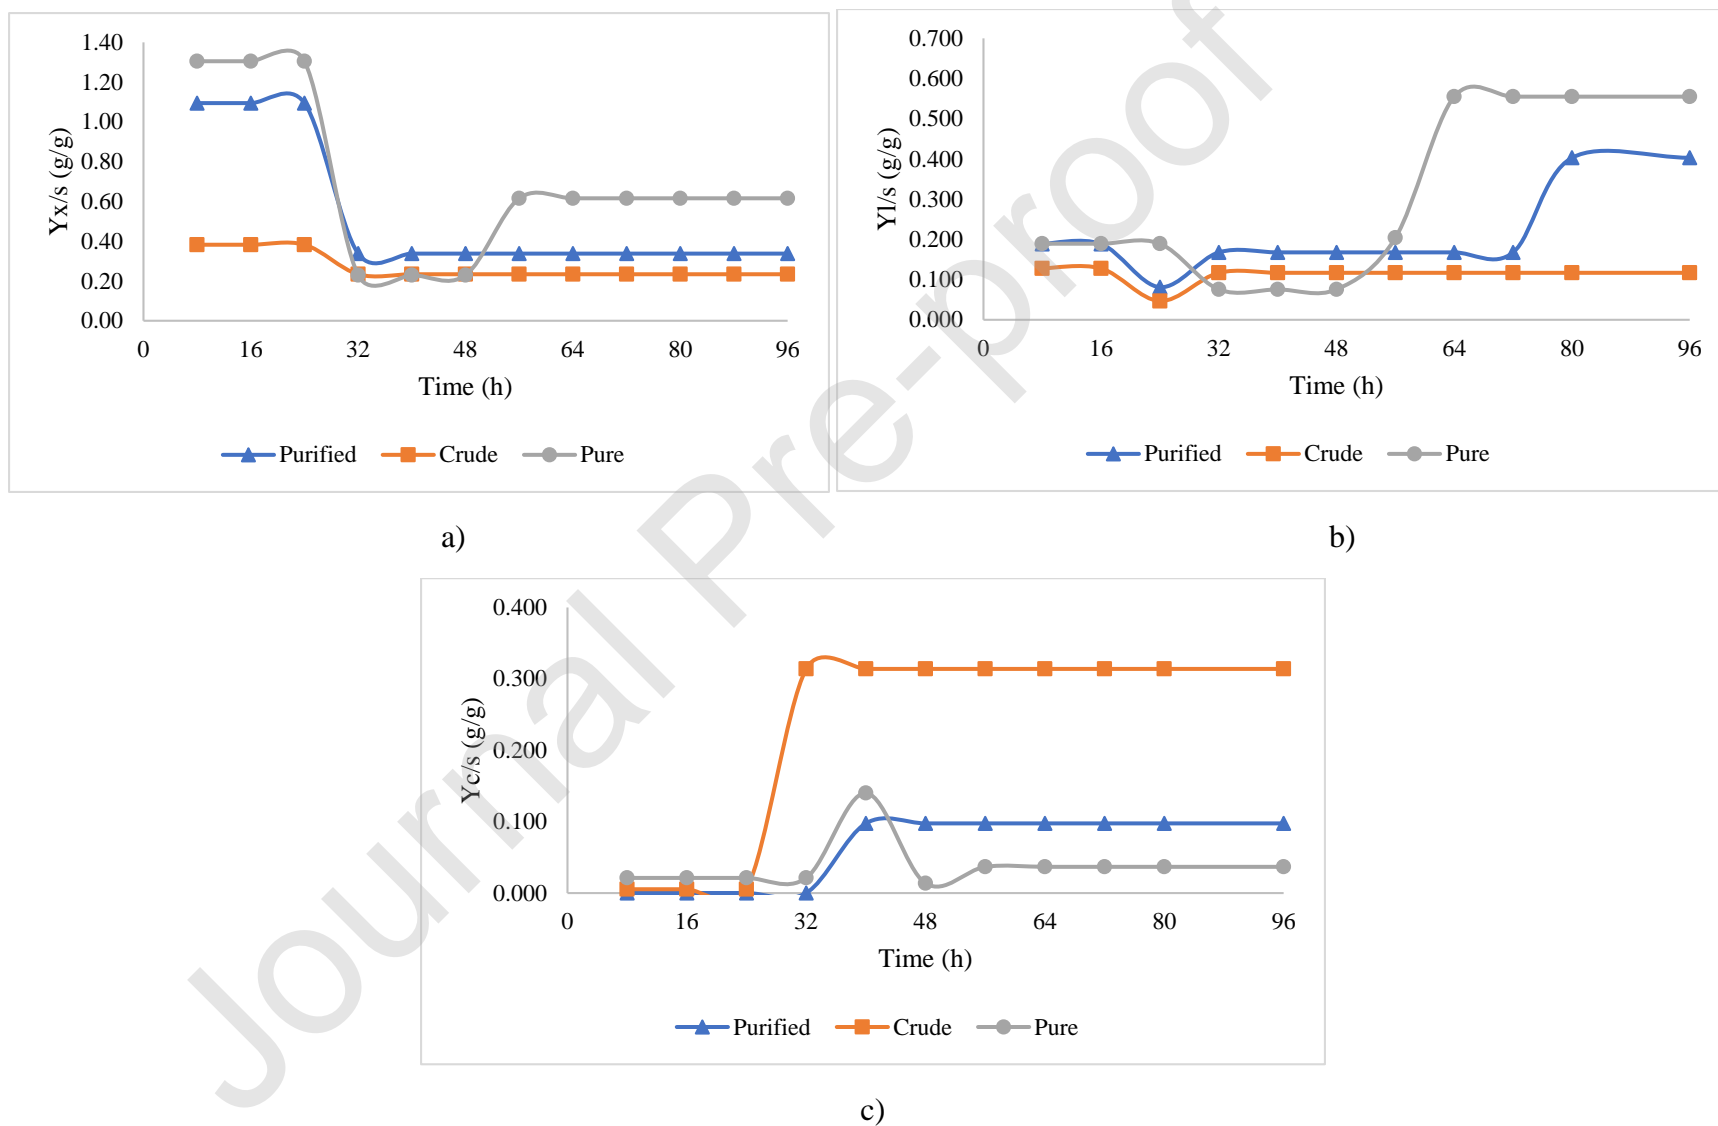 1.40
1.20
1.00
0.80
0.60
0.40
0.20
0.00
Yx/s (g/g)
0 16 32 48 64 80 96
Time (h)
Purified Crude Pure
a)
0.700
0.600
0.500
0.400
0.300
0.200
0.100
0.000
Yl/s (g/g)
0 16 32 48 64 80 96
Time (h)
Purified Crude Pure
b)
0.400
0.300
0.200
0.100
0.000
Yc/s (g/g)
0 16 32 48 64 80 96
Time (h)
Purified Crude Pure
c)
Journal Pre-proof